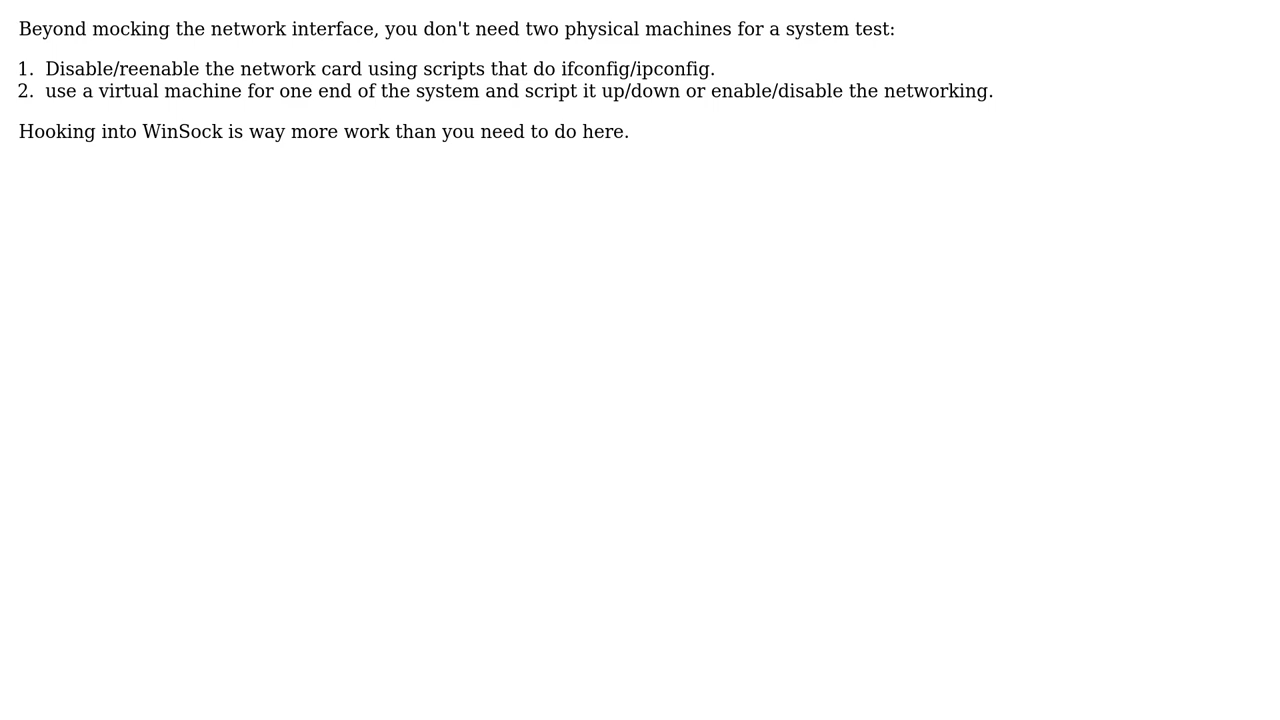 Beyond mocking the network interface, you don't need two physical machines for a system test:
1. Disable/reenable the network card using scripts that do ifconfig/ipconfig.
2. use a virtual machine for one end of the system and script it up/down or enable/disable the networking.
Hooking into WinSock is way more work than you need to do here.